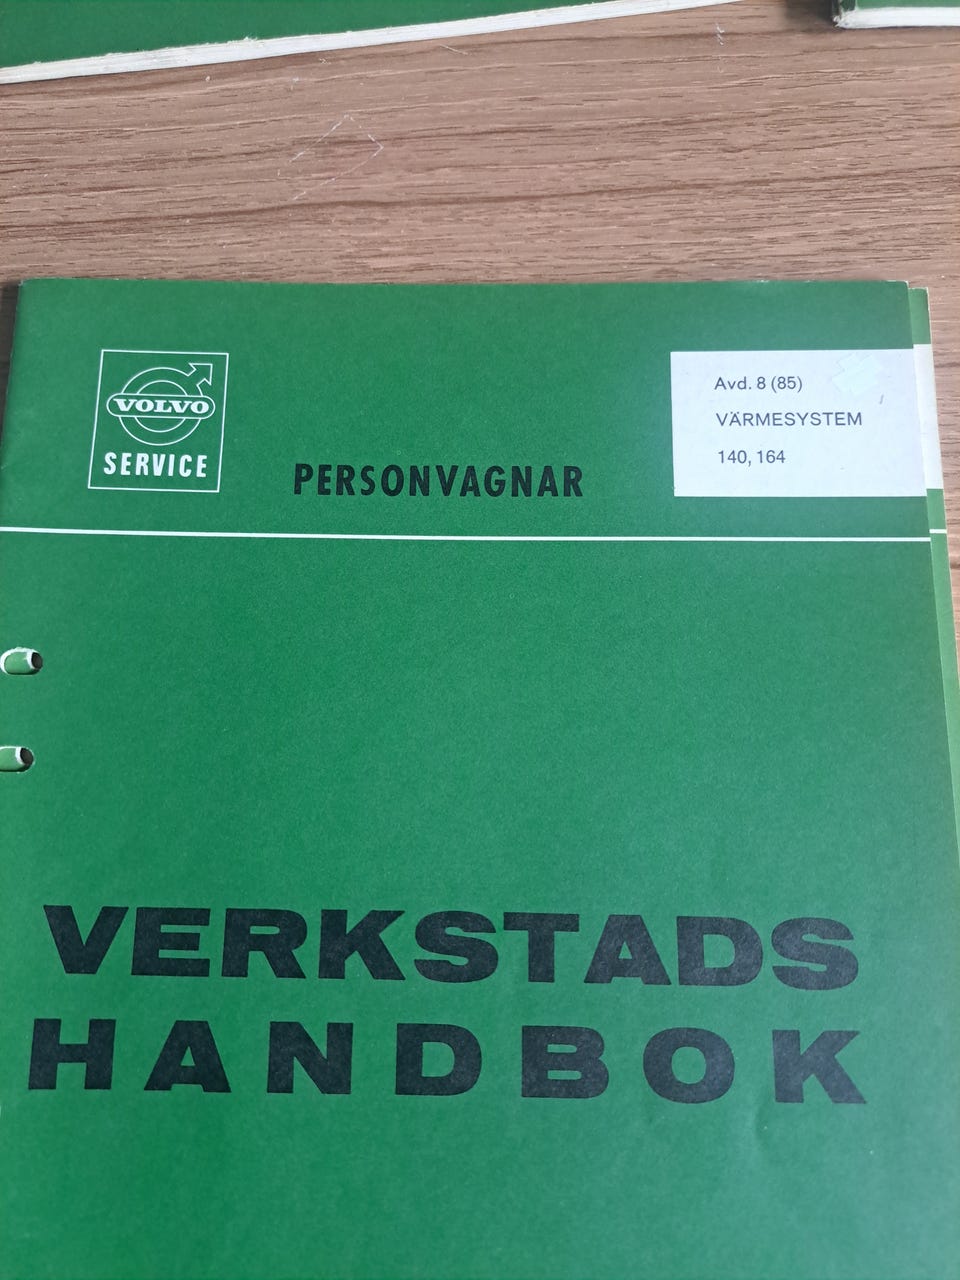 VOLVO
SERVICE
PERSONVAGNAR
Avd. 8 (85)
VÄRMESYSTEM
140, 164
VERKSTADS
HANDBOK